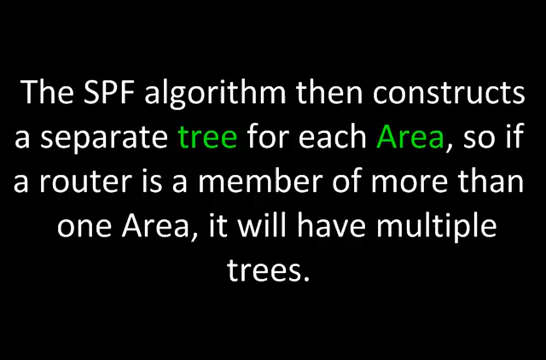 The SPF algorithm then constructs
a separate tree for each Area, so if
a router is a member of more than
one Area, it will have multiple
trees.